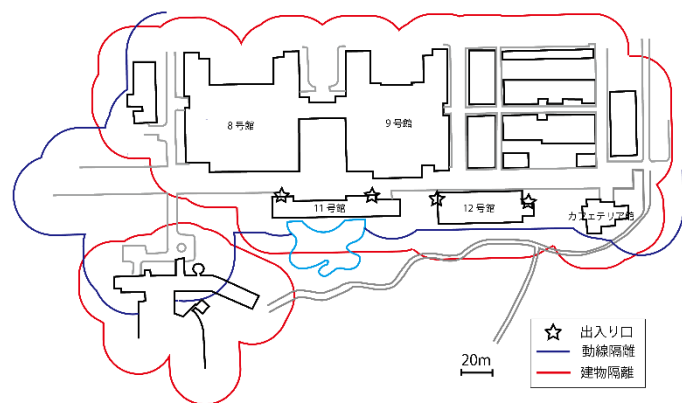 8号館
9号館
11号館
12号館
カフェテリア館
出入り口
動線隔離
建物隔離
20m